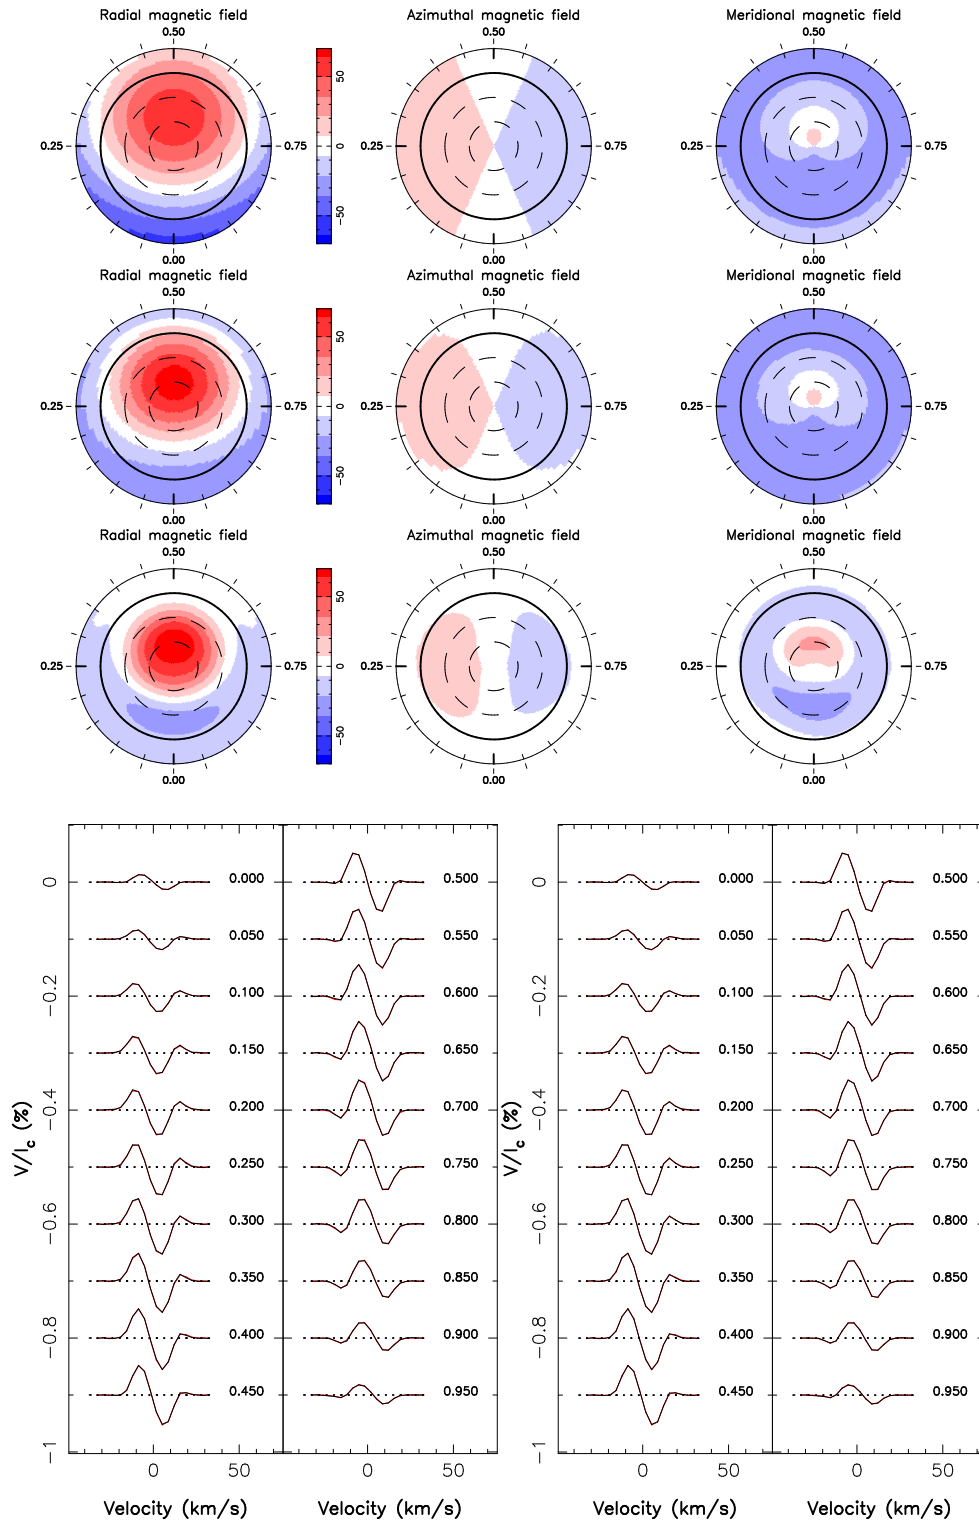 Radial magnetic field Azimuthal magnetic field Meridional magnetic field
0.50 0.50 0.50
50
0.25 0.75 0 0.25 0.75 0.25 0.75
−50
0.00 0.00 0.00
Radial magnetic field Azimuthal magnetic field Meridional magnetic field
0.50 0.50 0.50
50
0.25 0.75 0 0.25 0.75 0.25 0.75
−50
0.00 0.00 0.00
Radial magnetic field Azimuthal magnetic field Meridional magnetic field
0.50 0.50 0.50
50
0.25 0.75 0 0.25 0.75 0.25 0.75
−50
0.00 0.00 0.00
0 0.000 0.500 0 0.000 0.500
0.050 0.550 0.050 0.550
−0.2 0.100 0.600 −0.2 0.100 0.600
0.150 0.650 0.150 0.650
−0.4 0.200 0.700 −0.4 0.200 0.700
V/Ic (%) V/Ic (%)
0.250 0.750 0.250 0.750
−0.6 0.300 0.800 −0.6 0.300 0.800
0.350 0.850 0.350 0.850
−0.8 0.400 0.900 −0.8 0.400 0.900
0.450 0.950 0.450 0.950
−1 −1
0 50 0 50 0 50 0 50
Velocity (km/s) Velocity (km/s) Velocity (km/s) Velocity (km/s)